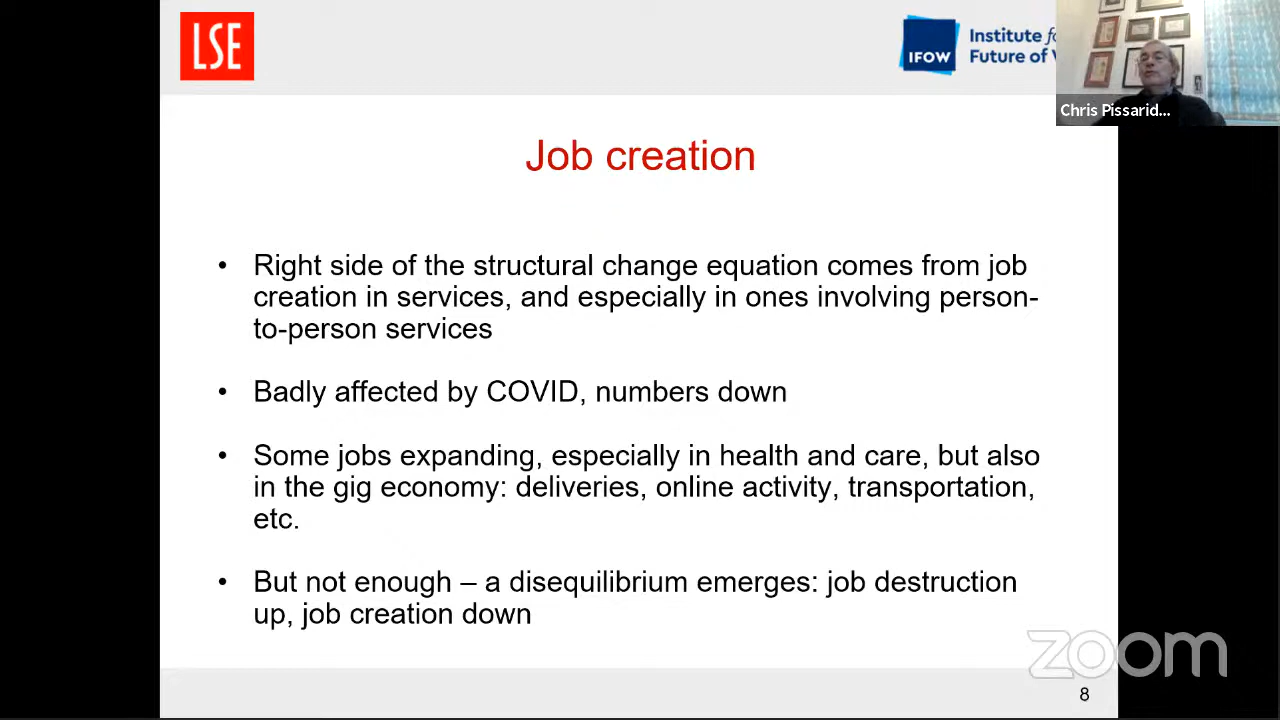 LSE
IFOW
Institute for
Future of
Chris Pissarid...
Job creation
• Right side of the structural change equation comes from job
creation in services, and especially in ones involving person-
to-person services
• Badly affected by COVID, numbers down
• Some jobs expanding, especially in health and care, but also
in the gig economy: deliveries, online activity, transportation,
etc.
• But not enough – a disequilibrium emerges: job destruction
up, job creation down
zoom
8